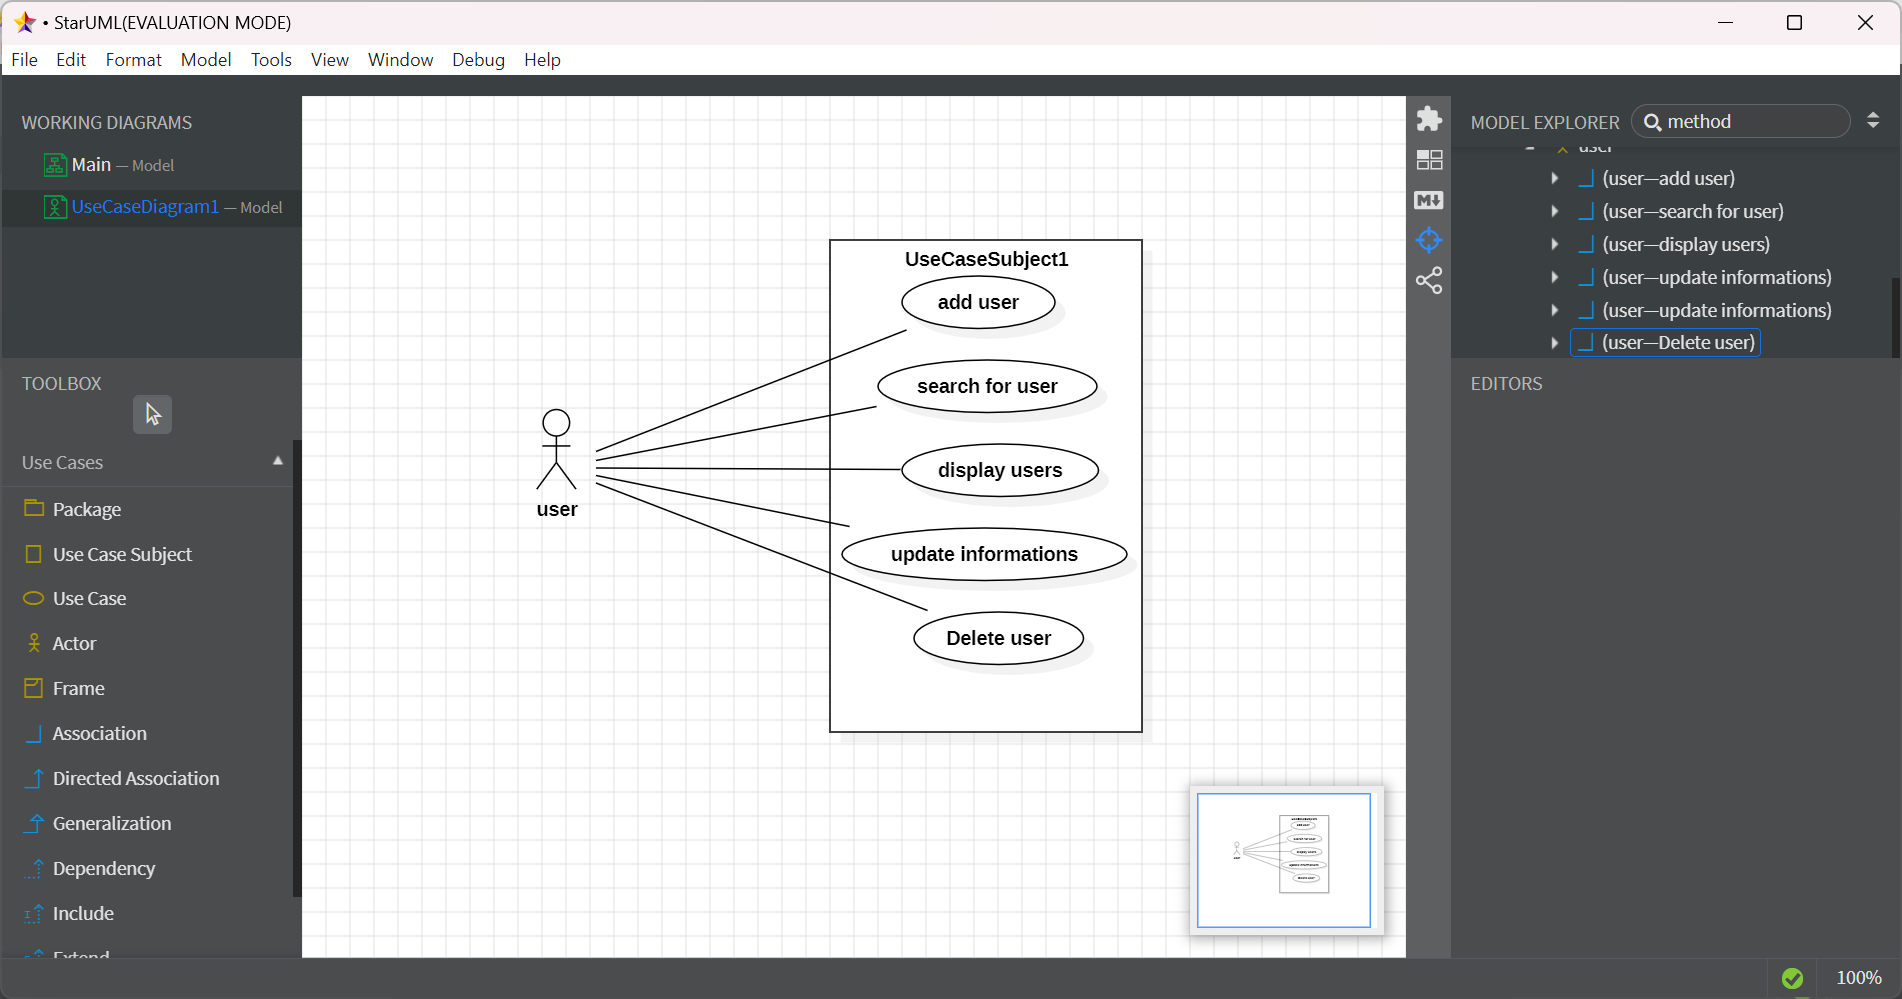 • StarUML(EVALUATION MODE)
File Edit Format Model Tools View Window Debug Help
WORKING DIAGRAMS
Main — Model
UseCaseDiagram1 — Model
TOOLBOX
Use Cases
Package
Use Case Subject
Use Case
Actor
Frame
Association
Directed Association
Generalization
Dependency
Include
Extend
UseCaseSubject1
add user
search for user
display users
update informations
Delete user
user
MODEL EXPLORER
method
user
(user—add user)
(user—search for user)
(user—display users)
(user—update informations)
(user—update informations)
(user—Delete user)
EDITORS
100%